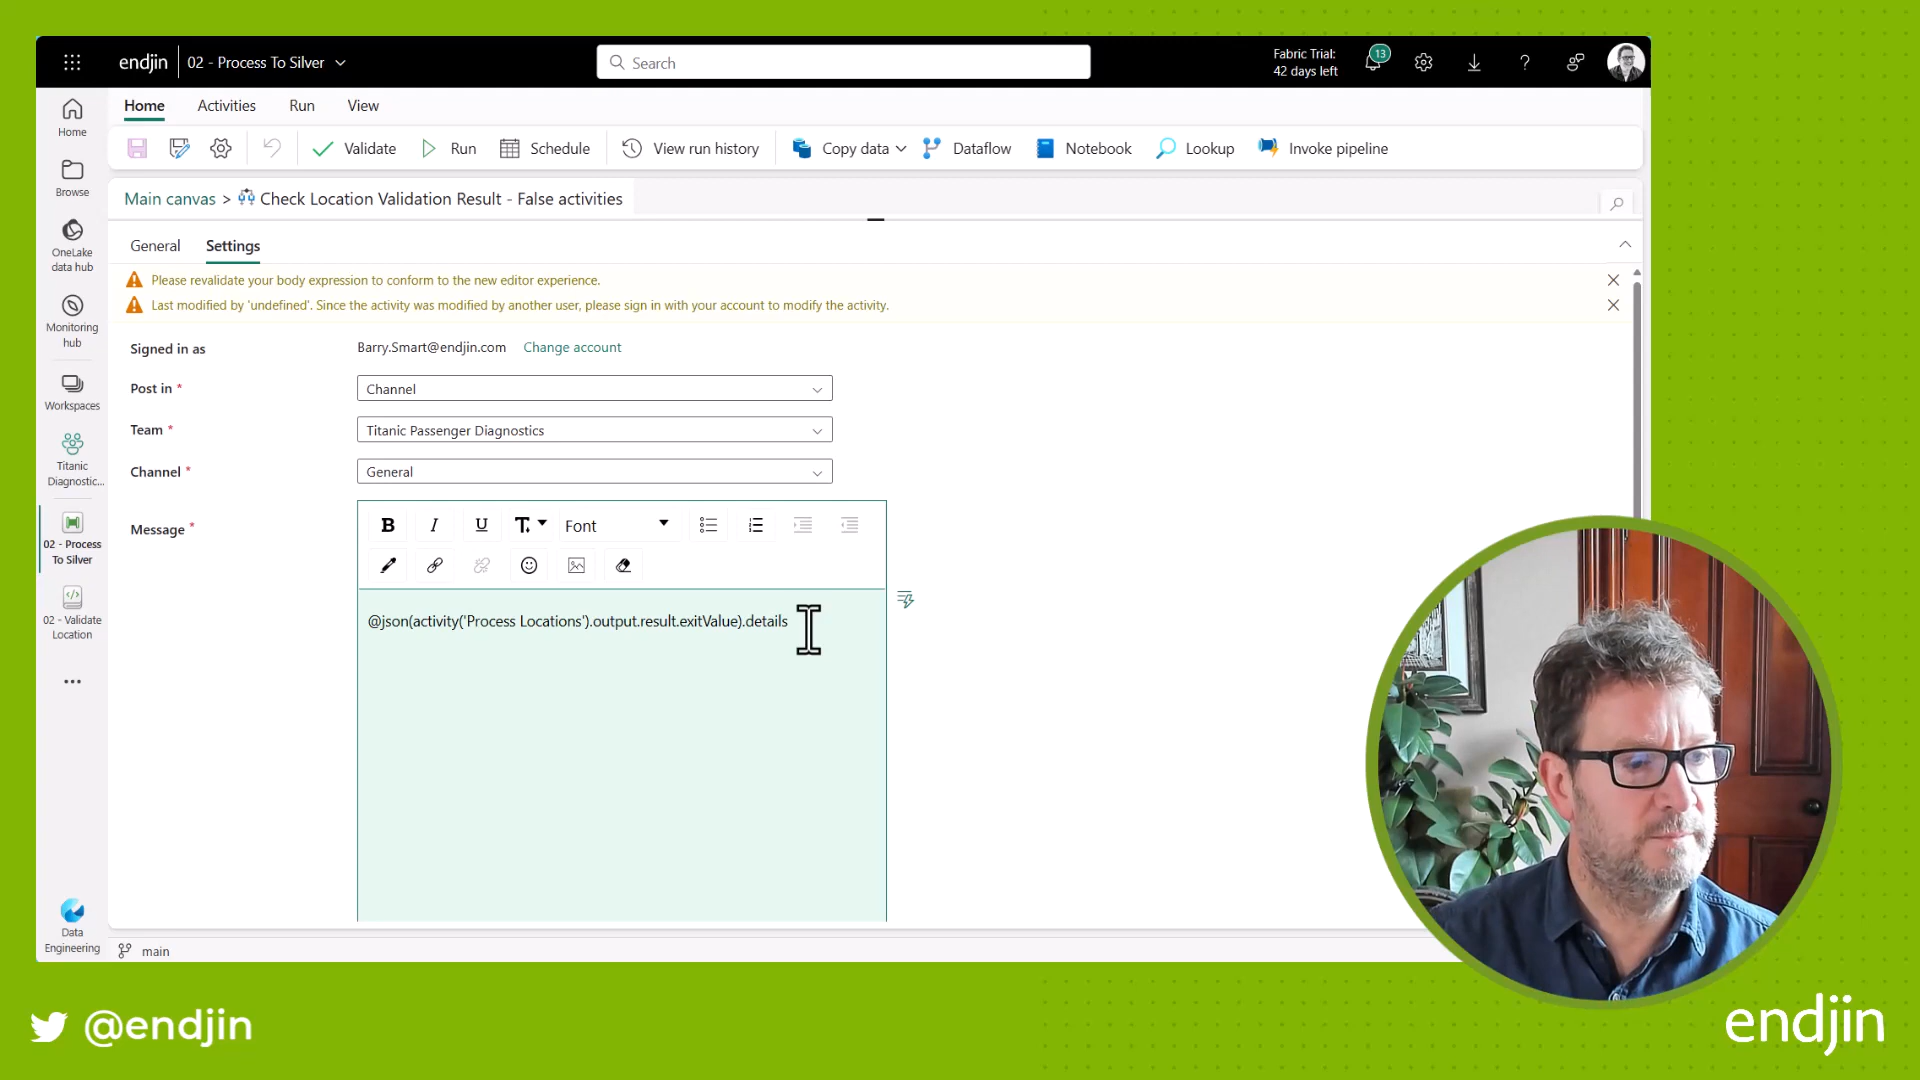 endjin
02 - Process To Silver
Search
Fabric Trial:
42 days left
13
?
Home
Activities
Run
View
Validate
Run
Schedule
View run history
Copy data
Dataflow
Notebook
Lookup
Invoke pipeline
Home
Browse
OneLake
data hub
Monitoring
hub
Workspaces
Titanic
Diagnostic...
02 - Process
To Silver
02 - Validate
Location
Data
Engineering
Main canvas > Check Location Validation Result - False activities
General
Settings
Please revalidate your body expression to conform to the new editor experience.
Last modified by 'undefined'. Since the activity was modified by another user, please sign in with your account to modify the activity.
Signed in as
Barry.Smart@endjin.com
Change account
Post in *
Channel
Team *
Titanic Passenger Diagnostics
Channel *
General
Message *
B I U T Font
@json(activity('Process Locations').output.result.exitValue).details
main
@endjin
endjin